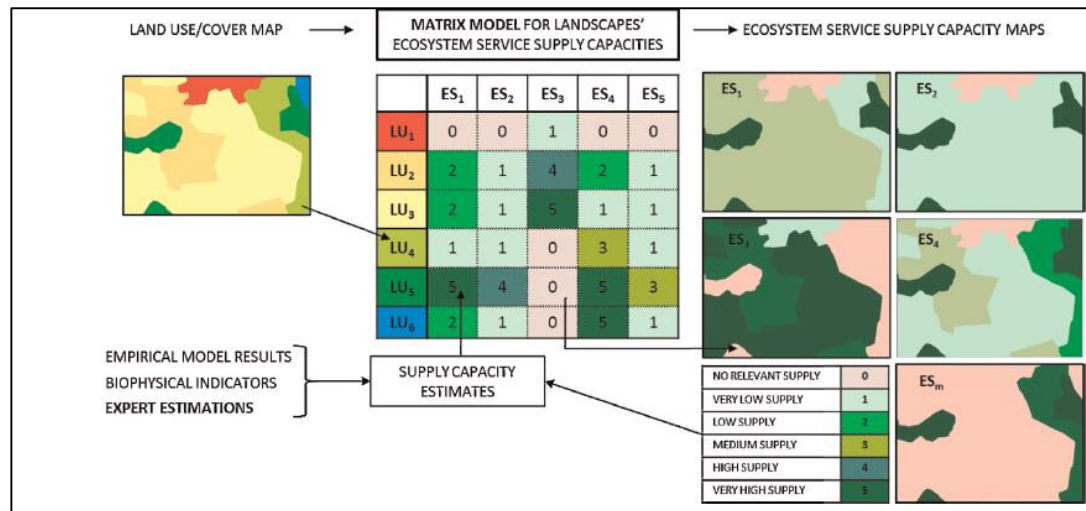 LAND USE/COVER MAP
MATRIX MODEL FOR LANDSCAPES'
ECOSYSTEM SERVICE SUPPLY CAPACITIES
ECOSYSTEM SERVICE SUPPLY CAPACITY MAPS
ES1 ES2 ES3 ES4 ES5
LU1 0 0 1 0 0
LU2 2 1 4 2 1
LU3 2 1 5 1 1
LU4 1 1 0 3 1
LU5 5 4 0 5 3
LU6 2 1 0 5 1
ES1
ES2
ES3
ES4
ESm
EMPIRICAL MODEL RESULTS
BIOPHYSICAL INDICATORS
EXPERT ESTIMATIONS
SUPPLY CAPACITY
ESTIMATES
NO RELEVANT SUPPLY 0
VERY LOW SUPPLY 1
LOW SUPPLY 2
MEDIUM SUPPLY 3
HIGH SUPPLY 4
VERY HIGH SUPPLY 5